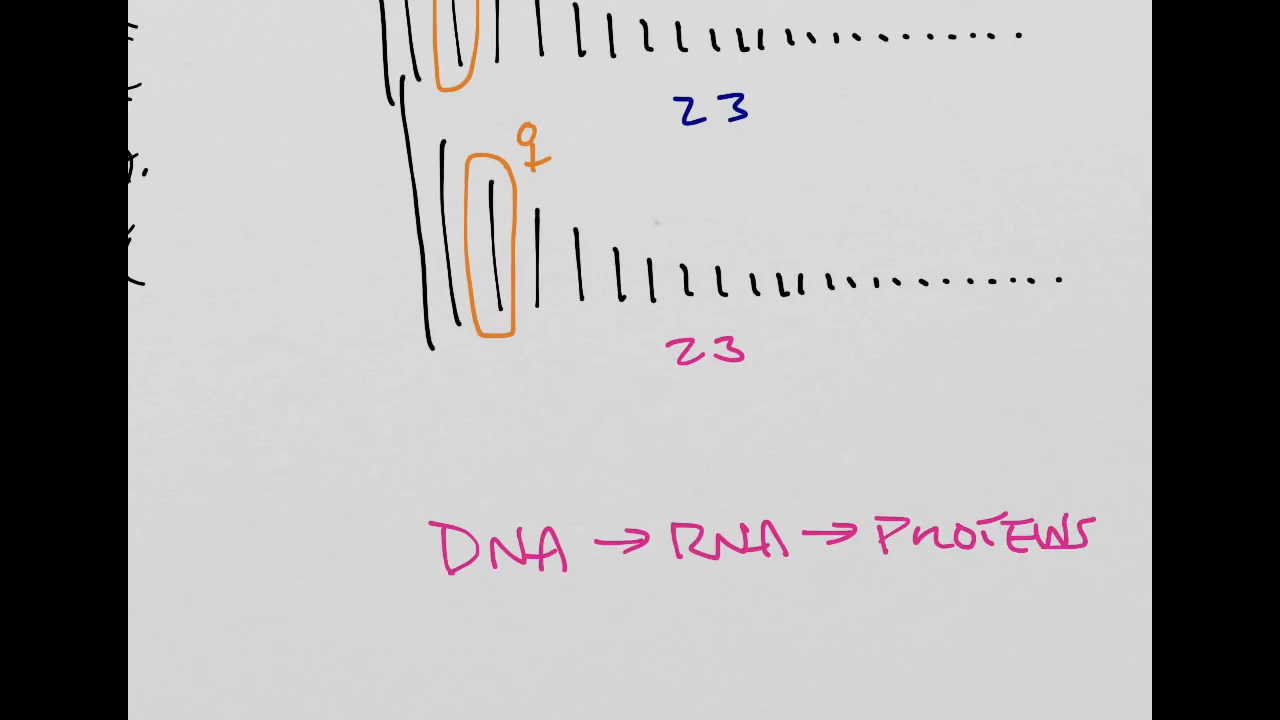 23
q
23
DNA → RNA → PROTEINS